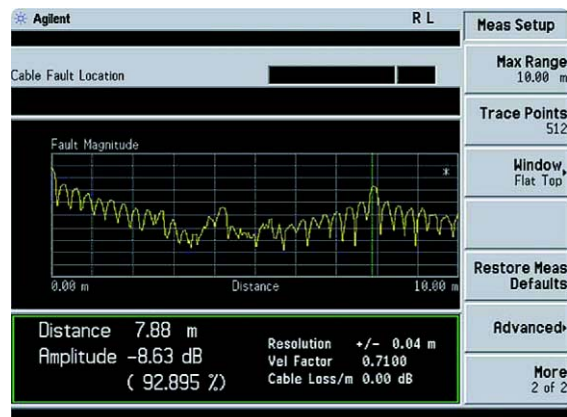 Agilent
R L
Meas Setup
Cable Fault Location
Max Range
10.00 m
Trace Points
512
Fault Magnitude
Window
Flat Top
*
0.00 m
Distance
10.00 m
Restore Meas
Defaults
Distance 7.88 m
Amplitude -8.63 dB
( 92.895 %)
Resolution +/- 0.04 m
Vel Factor 0.7100
Cable Loss/m 0.00 dB
Advanced
More
2 of 2